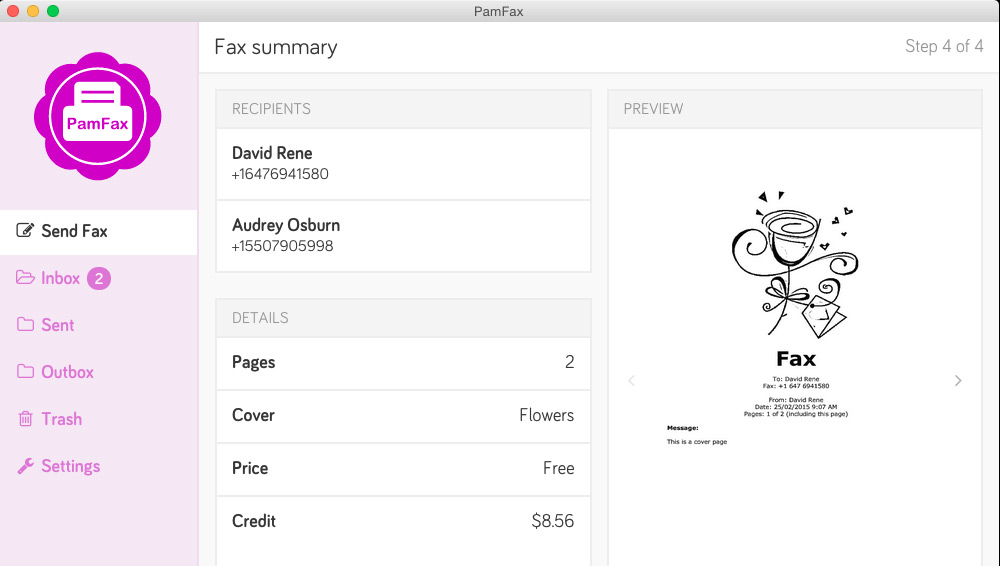 PamFax
PamFax
Send Fax
Inbox 2
Sent
Outbox
Trash
Settings
Fax summary
Step 4 of 4
RECIPIENTS
David Rene
+16476941580
Audrey Osburn
+15507905998
DETAILS
Pages 2
Cover Flowers
Price Free
Credit $8.56
PREVIEW
Fax
To: David Rene
Fax: +1 647 6941580
From: David Rene
Date: 25/02/2015 9:07 AM
Pages: 1 of 2 (including this page)
Message:
This is a cover page